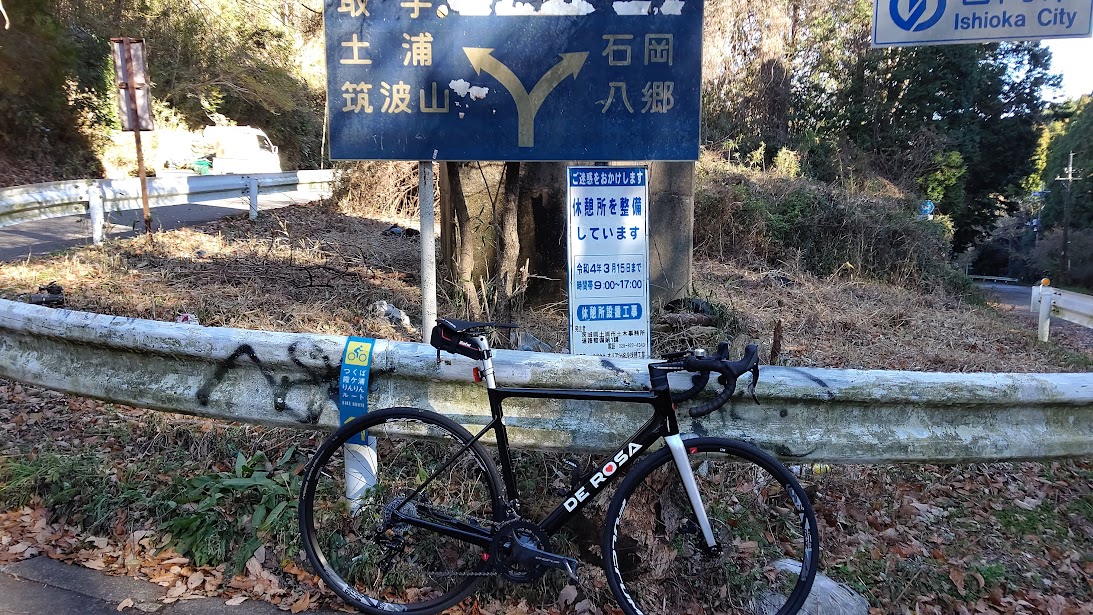 取手
土浦
筑波山
石岡
八郷
Ishioka City
ご迷惑をおかけします
休憩所を整備
しています
令和4年3月15日まで
時間帯9:00~17:00
休憩所設置工事
つくば
霞ヶ浦
りんりん
ルート
DE ROSA